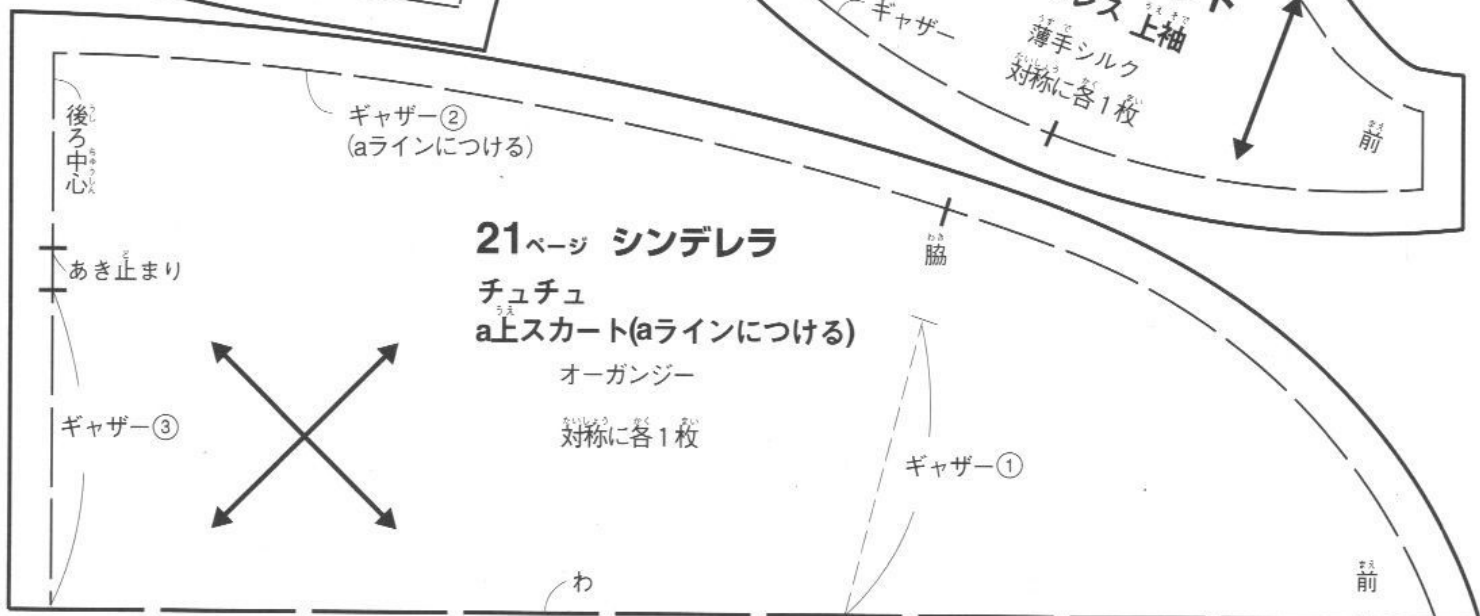 ギャザー
レス 上袖
薄手シルク
対称に各1枚
前
後ろ中心
ギャザー②
(aラインにつける)
脇
あき止まり
21ページ シンデレラ
チュチュ
a上スカート(aラインにつける)
オーガンジー
対称に各1枚
ギャザー③
ギャザー①
わ
前